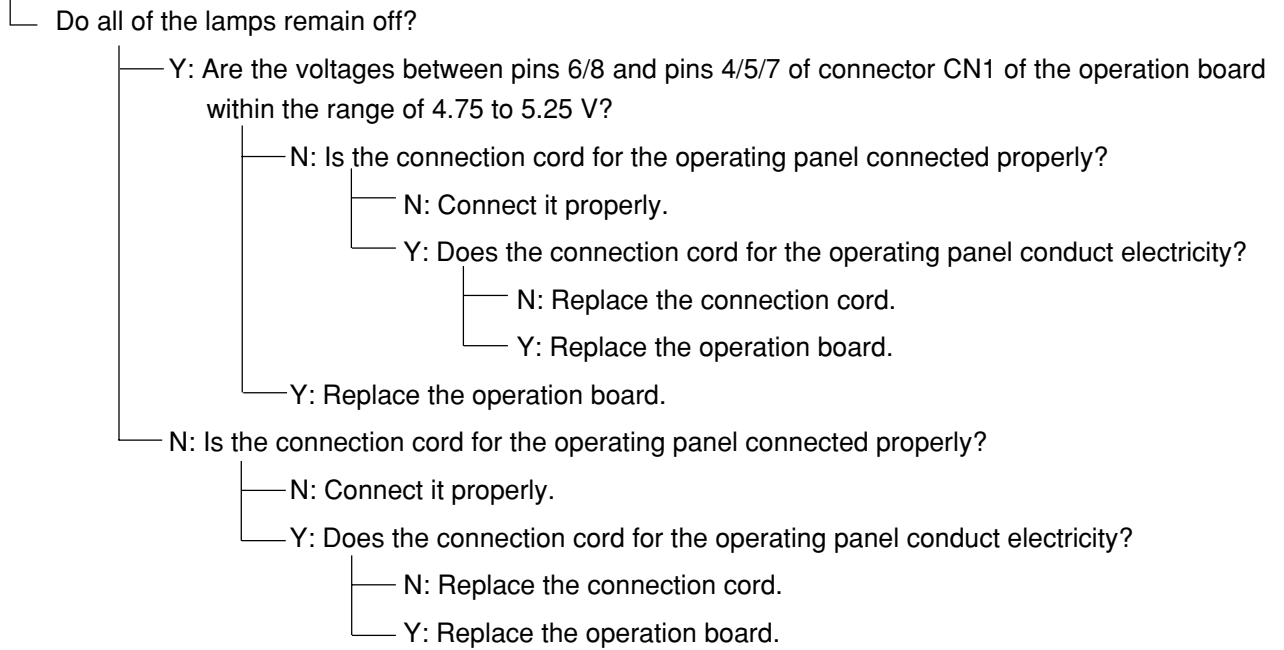 Do all of the lamps remain off?
Y: Are the voltages between pins 6/8 and pins 4/5/7 of connector CN1 of the operation board
within the range of 4.75 to 5.25 V?
N: Is the connection cord for the operating panel connected properly?
N: Connect it properly.
Y: Does the connection cord for the operating panel conduct electricity?
N: Replace the connection cord.
Y: Replace the operation board.
Y: Replace the operation board.
N: Is the connection cord for the operating panel connected properly?
N: Connect it properly.
Y: Does the connection cord for the operating panel conduct electricity?
N: Replace the connection cord.
Y: Replace the operation board.